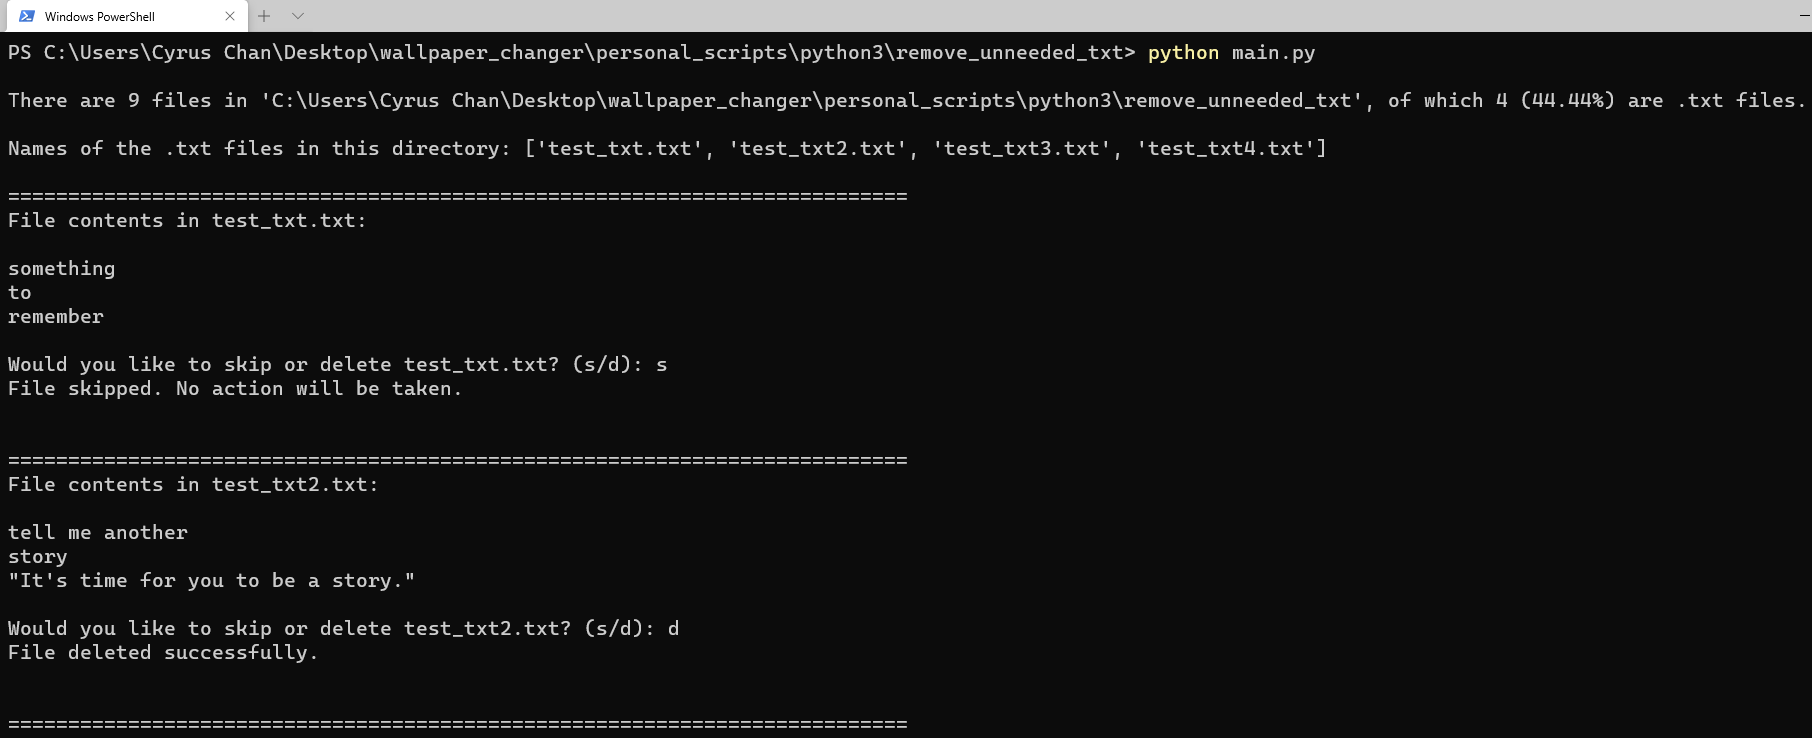 Windows PowerShell
PS C:\Users\Cyrus Chan\Desktop\wallpaper_changer\personal_scripts\python3\remove_unneeded_txt> python main.py
There are 9 files in 'C:\Users\Cyrus Chan\Desktop\wallpaper_changer\personal_scripts\python3\remove_unneeded_txt', of which 4 (44.44%) are .txt files.
Names of the .txt files in this directory: ['test_txt.txt', 'test_txt2.txt', 'test_txt3.txt', 'test_txt4.txt']
===========================================================================
File contents in test_txt.txt:
something
to
remember
Would you like to skip or delete test_txt.txt? (s/d): s
File skipped. No action will be taken.
===========================================================================
File contents in test_txt2.txt:
tell me another
story
"It's time for you to be a story."
Would you like to skip or delete test_txt2.txt? (s/d): d
File deleted successfully.
===========================================================================